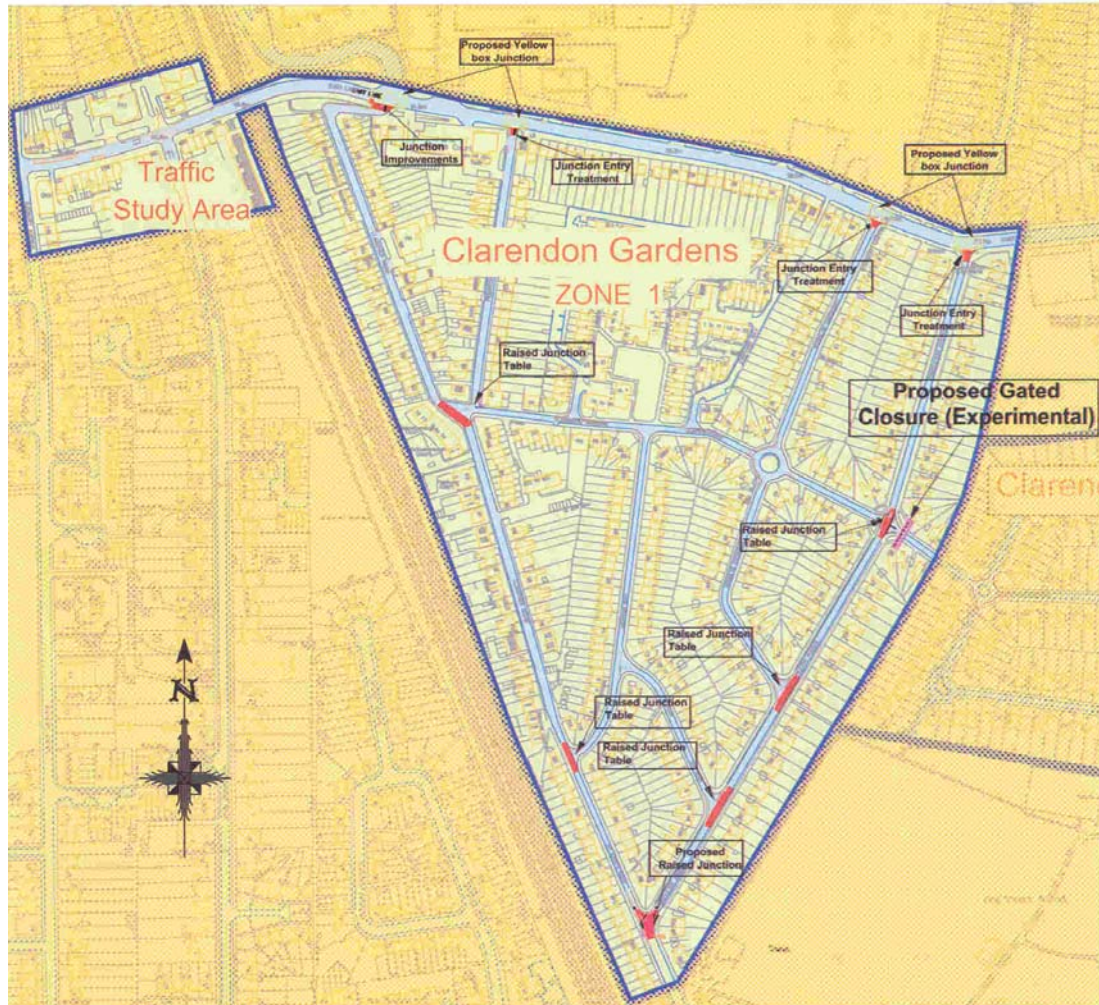 Proposed Yellow
box Junction
Junction
Improvements
Junction Entry
Treatment
Proposed Yellow
box Junction
Traffic
Study Area
Clarendon Gardens
ZONE 1
Junction Entry
Treatment
Junction Entry
Treatment
Raised Junction
Table
Proposed Gated
Closure (Experimental)
Claren
Raised Junction
Table
Raised Junction
Table
N
Raised Junction
Table
Raised Junction
Table
Proposed
Raised Junction